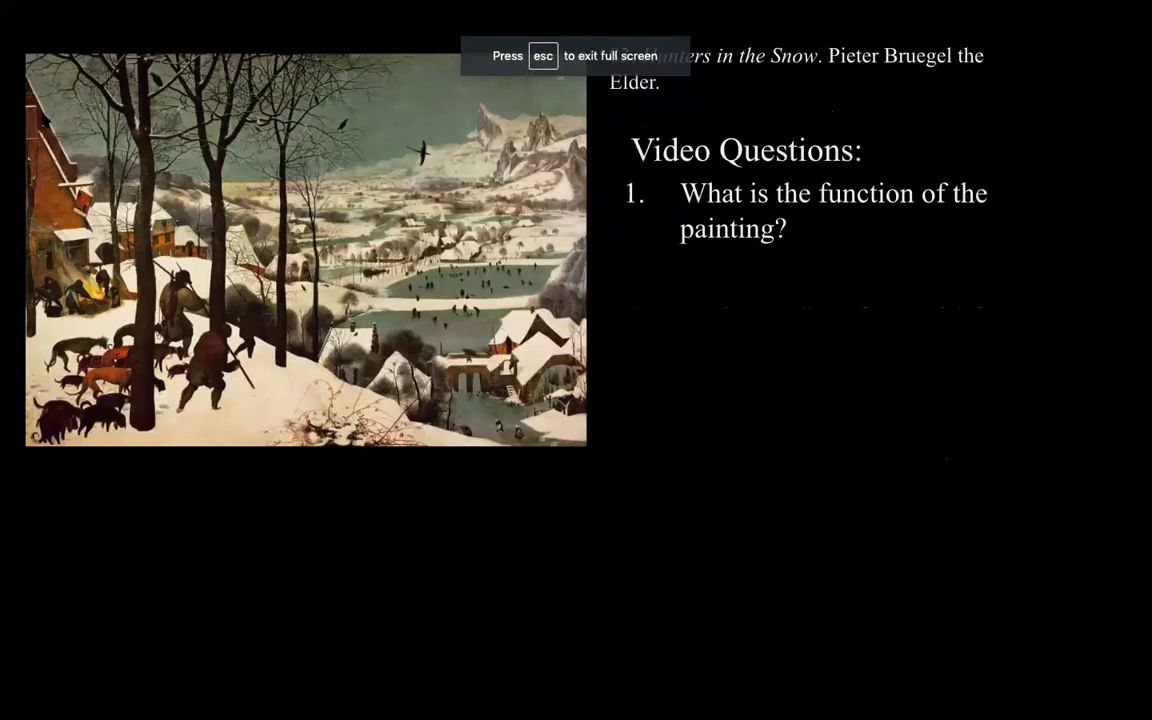 Press esc to exit full screen
Hunters in the Snow. Pieter Bruegel the
Elder.
Video Questions:
1. What is the function of the
painting?